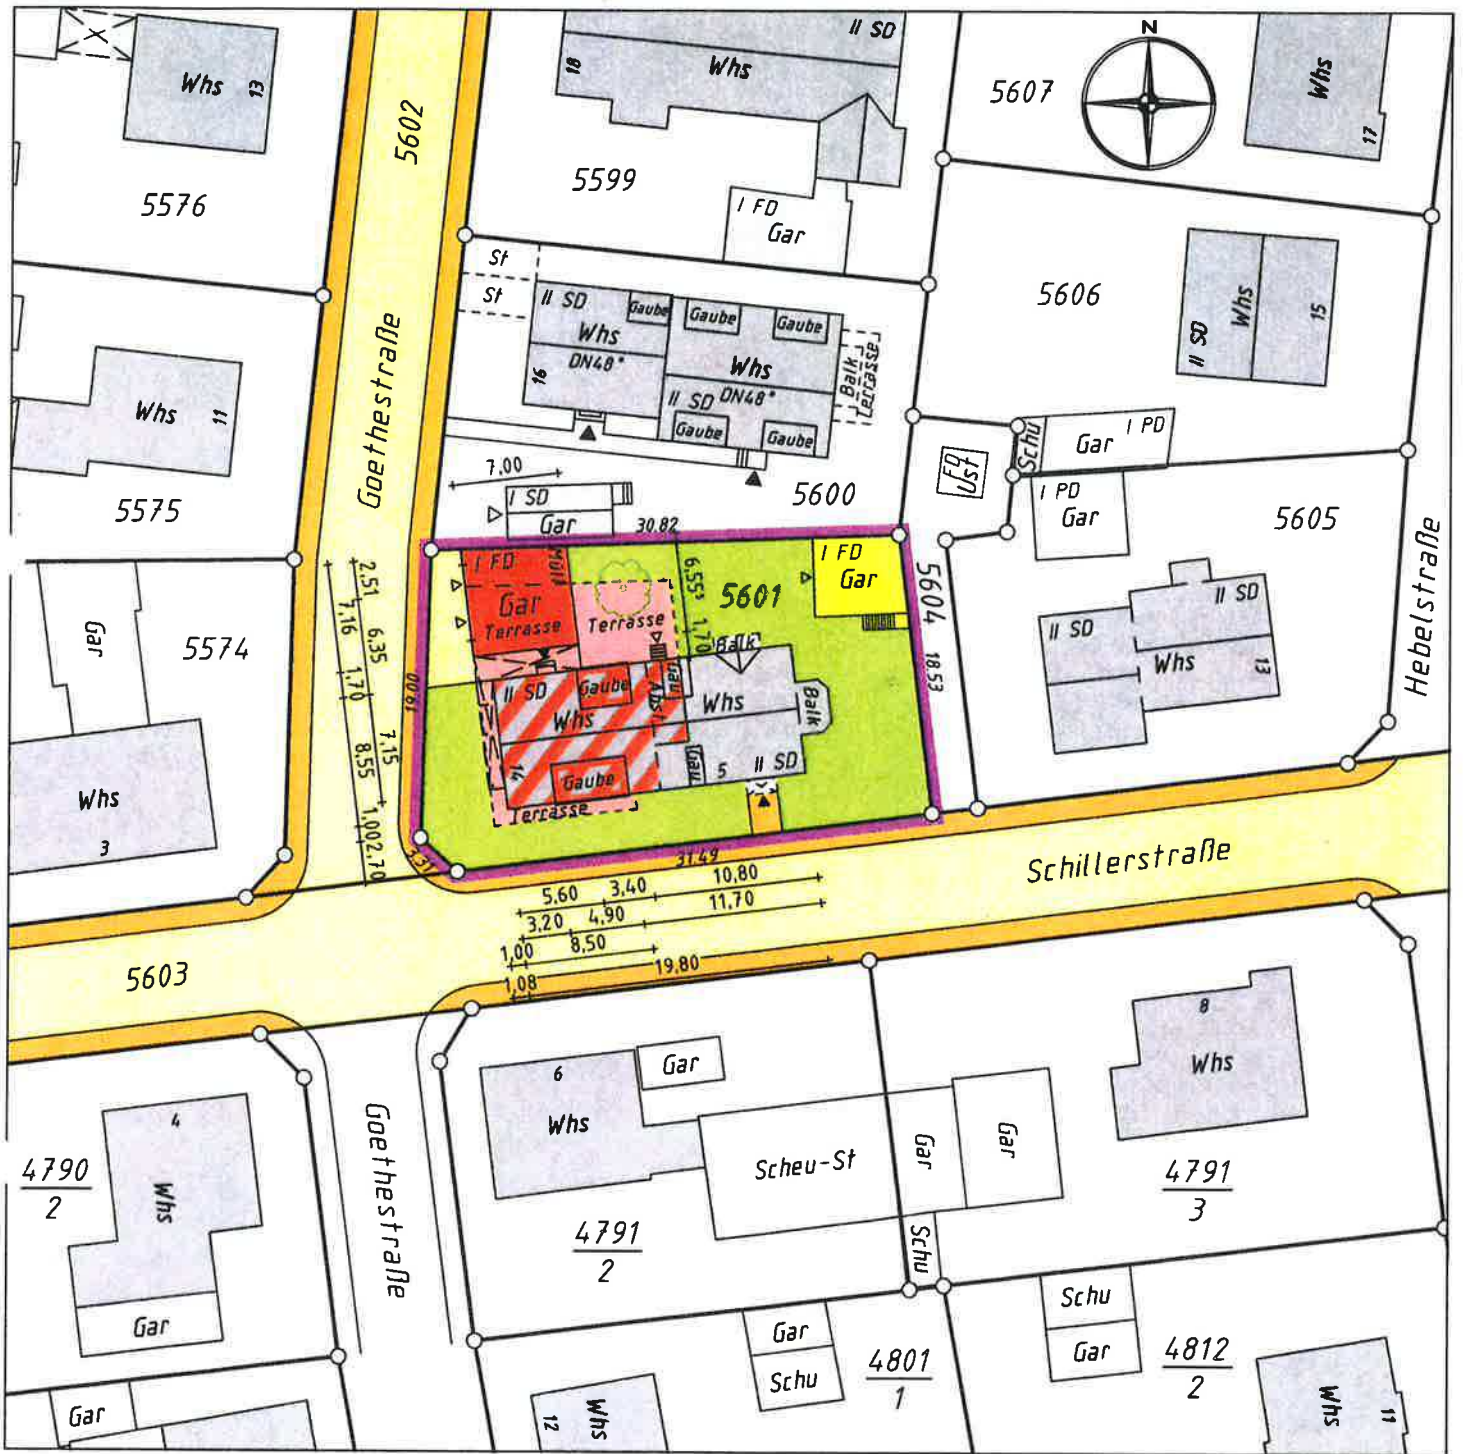 II SD
Whs
18
N
5607
Whs
17
X
Whs
13
5602
5576
5599
I FD
Gar
St
St
II SD
Whs
DN48°
16
Gaube
Gaube
Gaube
Whs
II SD DN48°
Gaube
Gaube
Balk
Terrasse
5606
II SD
Whs
15
Goethestraße
Whs
11
5575
7,00
I SD
Gar
30.82
5600
FD
Ust
Schu
Gar
I PD
I PD
Gar
5605
Hebelstraße
I FD
Müll
Gar
Terrasse
Terrasse
6,55⁵
1,70
5601
I FD
Gar
5604
18.53
2,51
7,16
6,35
1,70
7,15
8,55
1,00
2,70
19.00
Gar
5574
Whs
3
II SD
Gaube
Whs
Abst
Gau
Balk
Whs
Balk
14
Gaube
Gau
5
II SD
Terrasse
3.31
31.49
II SD
II SD
Whs
13
Schillerstraße
5,60
3,40
10,80
3,20
4,90
11,70
1,00
8,50
1,08
19,80
5603
4
Whs
4790
2
Gar
Goethestraße
6
Whs
Gar
Scheu-St
Gar
Gar
8
Whs
4791
2
4791
3
Schu
Gar
Schu
4801
1
Schu
Gar
4812
2
Gar
12
Whs
Whs
11